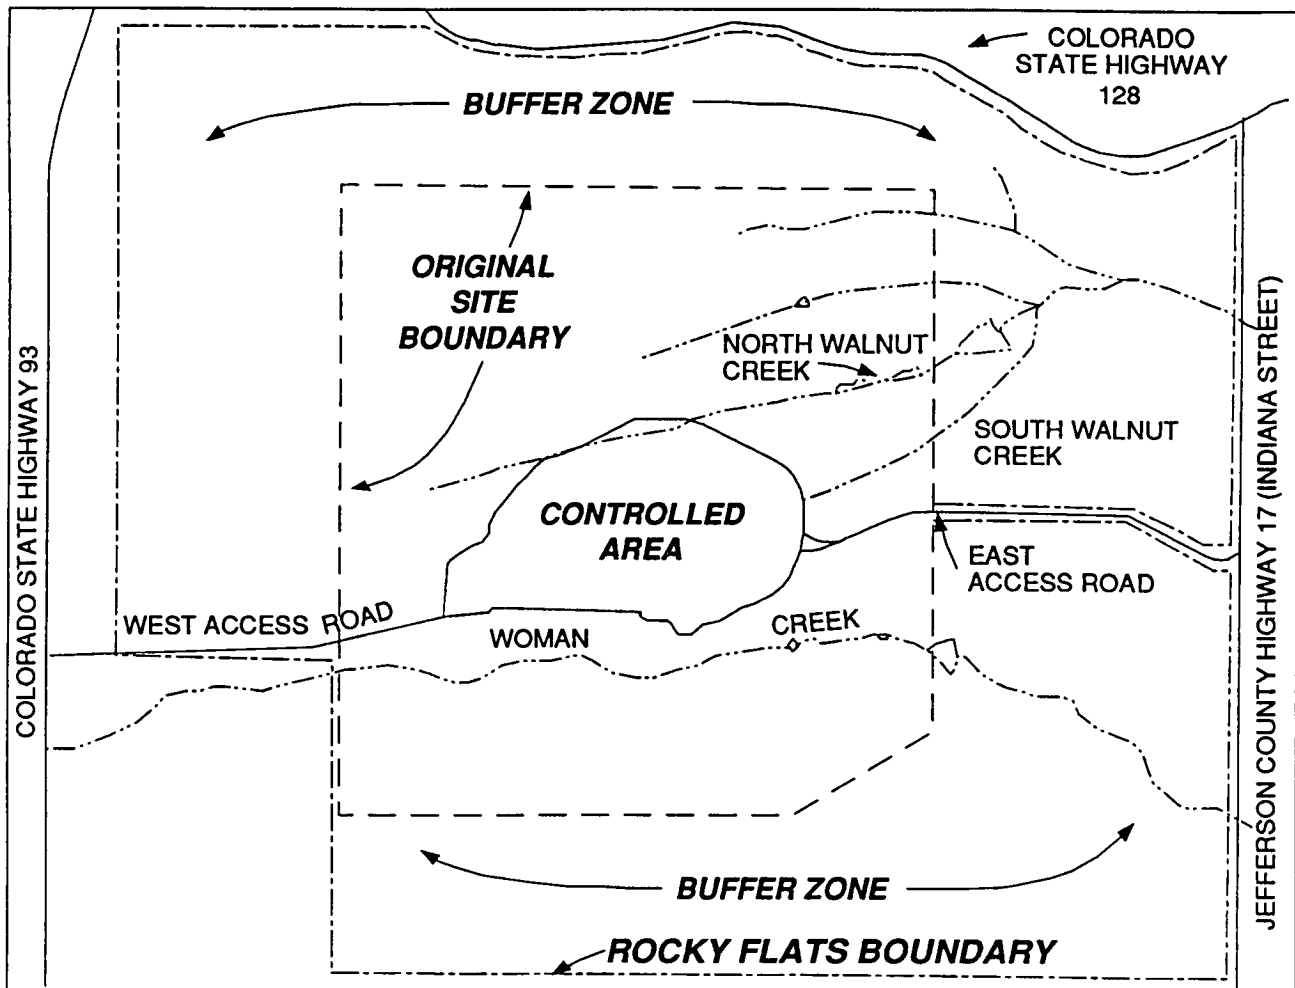 COLORADO
STATE HIGHWAY
128
BUFFER ZONE
ORIGINAL
SITE
BOUNDARY
NORTH WALNUT
CREEK
SOUTH WALNUT
CREEK
CONTROLLED
AREA
EAST
ACCESS ROAD
WEST ACCESS ROAD
WOMAN CREEK
COLORADO STATE HIGHWAY 93
JEFFERSON COUNTY HIGHWAY 17 (INDIANA STREET)
BUFFER ZONE
ROCKY FLATS BOUNDARY